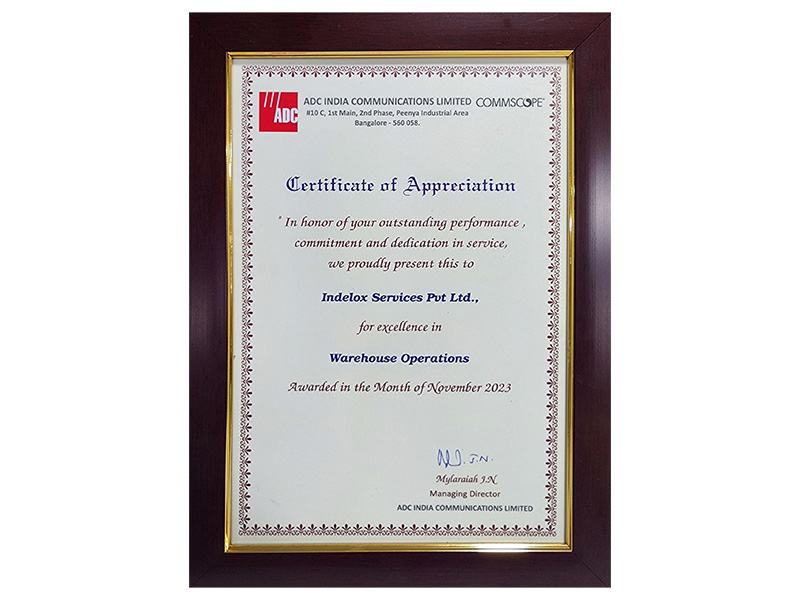 ADC
ADC INDIA COMMUNICATIONS LIMITED COMMSCOPE®
#10 C, 1st Main, 2nd Phase, Peenya Industrial Area
Bangalore - 560 058.
Certificate of Appreciation
" In honor of your outstanding performance ,
commitment and dedication in service,
we proudly present this to
Indelox Services Pvt Ltd.,
for excellence in
Warehouse Operations
Awarded in the Month of November 2023
J.N.
Mylaraiah J.N
Managing Director
ADC INDIA COMMUNICATIONS LIMITED